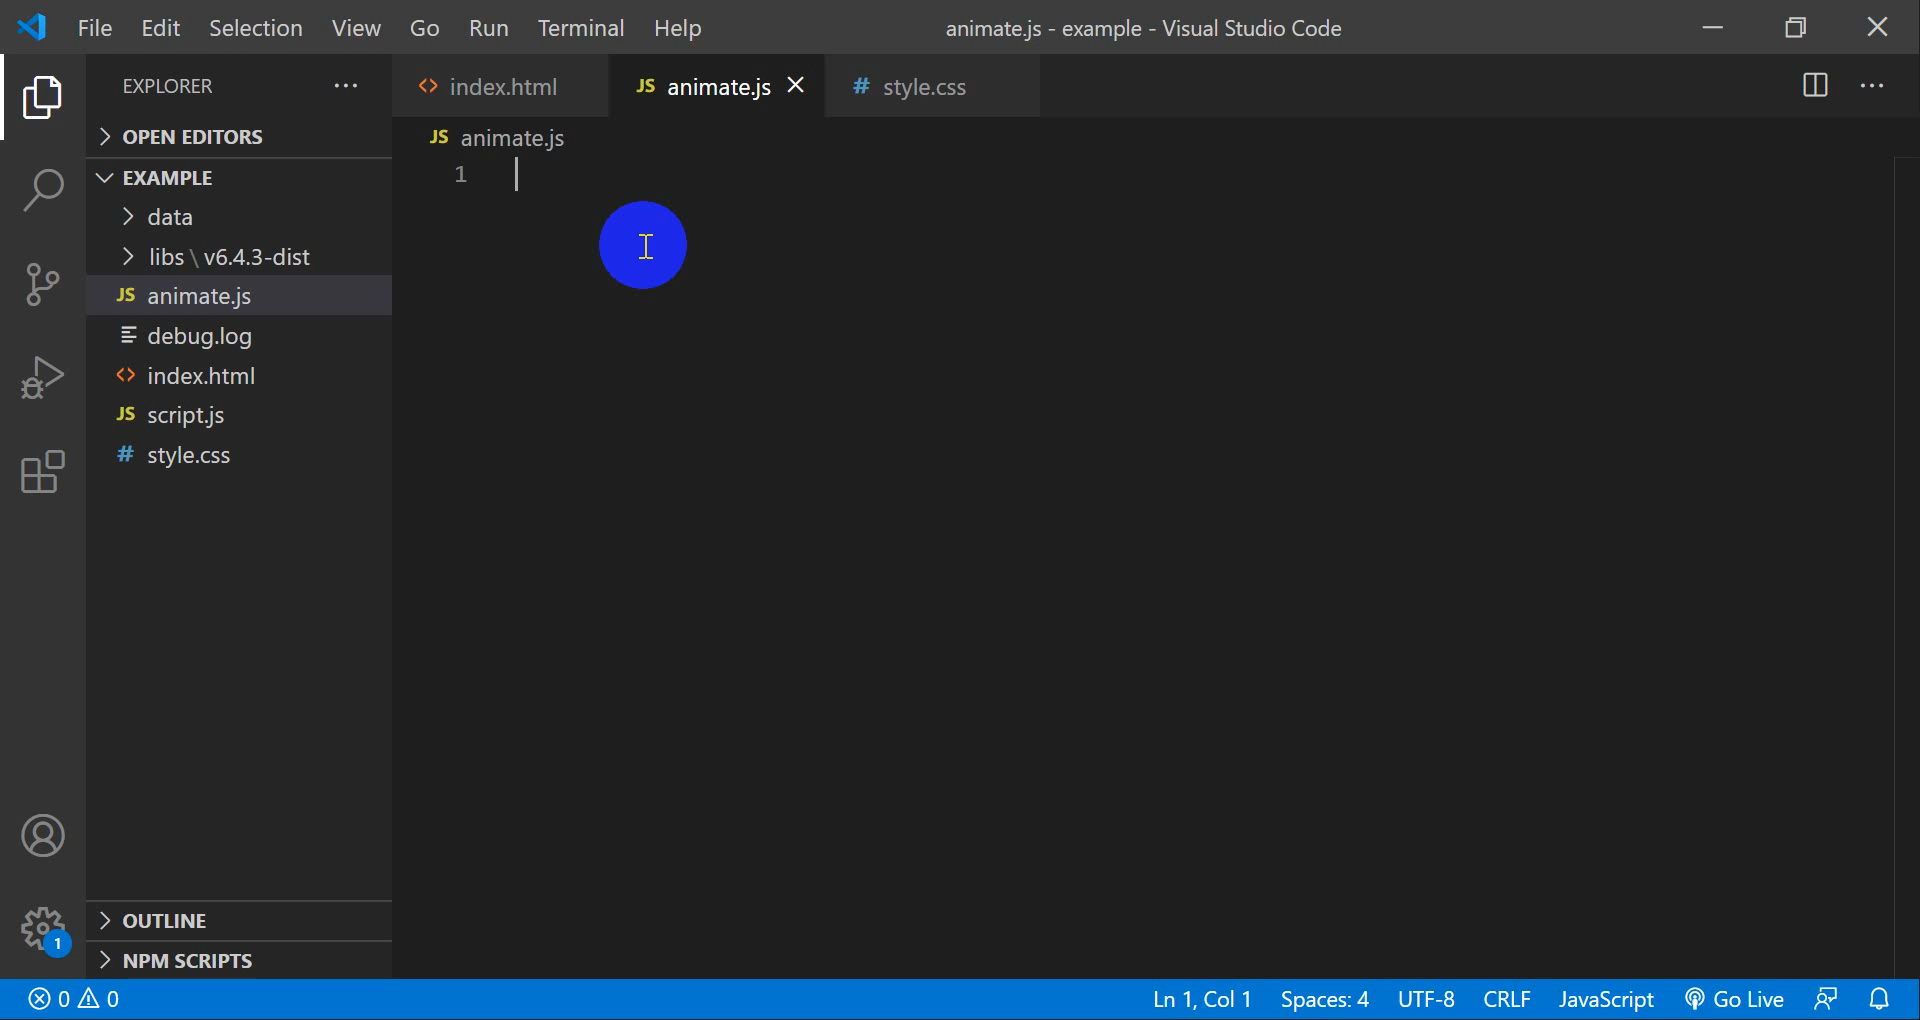 File Edit Selection View Go Run Terminal Help
animate.js - example - Visual Studio Code
EXPLORER
OPEN EDITORS
EXAMPLE
data
libs \ v6.4.3-dist
JS animate.js
debug.log
<> index.html
JS script.js
# style.css
OUTLINE
NPM SCRIPTS
<> index.html JS animate.js # style.css
JS animate.js
1
1
0 0 Ln 1, Col 1 Spaces: 4 UTF-8 CRLF JavaScript Go Live